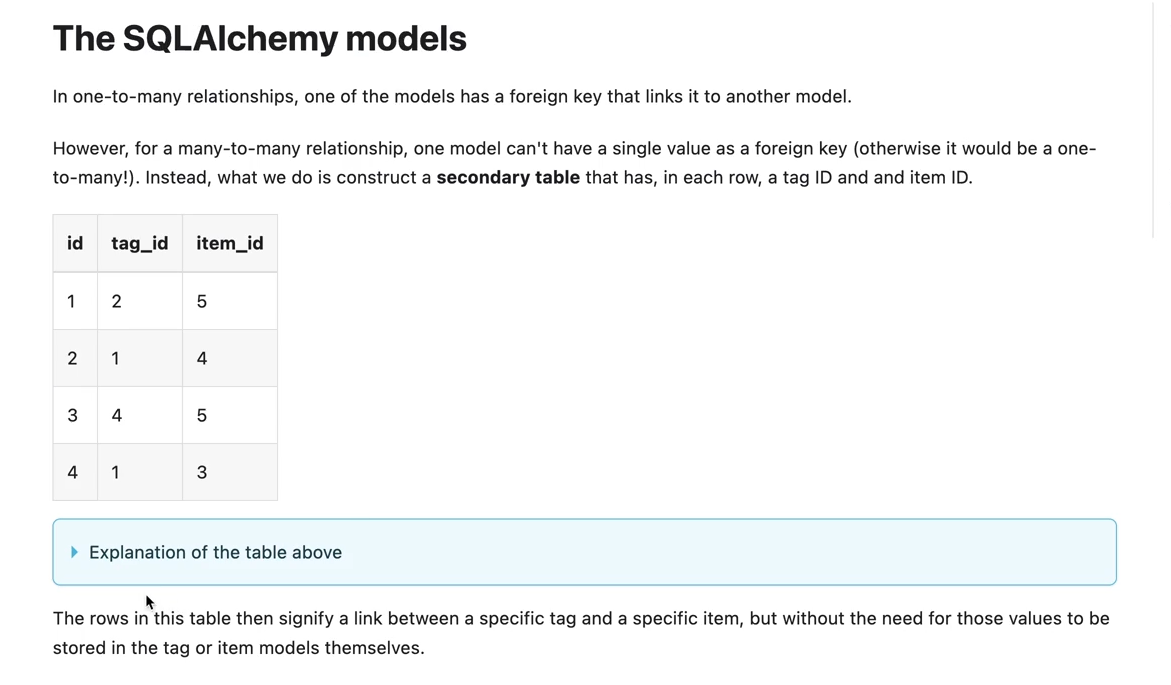 The SQLAlchemy models
In one-to-many relationships, one of the models has a foreign key that links it to another model.
However, for a many-to-many relationship, one model can't have a single value as a foreign key (otherwise it would be a one-
to-many!). Instead, what we do is construct a secondary table that has, in each row, a tag ID and and item ID.
id tag_id item_id
1 2 5
2 1 4
3 4 5
4 1 3
Explanation of the table above
The rows in this table then signify a link between a specific tag and a specific item, but without the need for those values to be
stored in the tag or item models themselves.